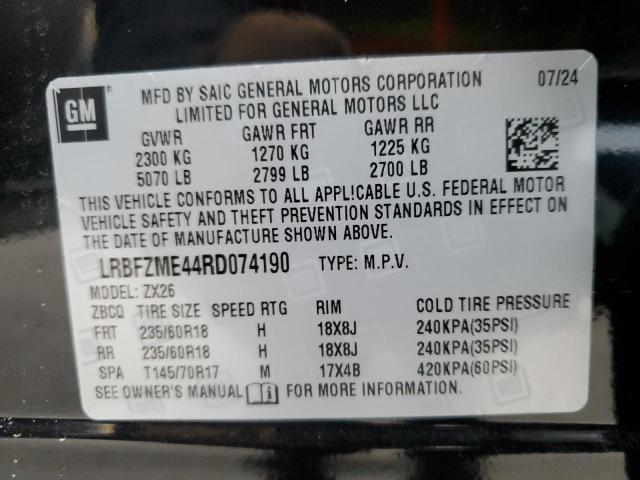 GM
MFD BY SAIC GENERAL MOTORS CORPORATION 07/24
LIMITED FOR GENERAL MOTORS LLC
GVWR GAWR FRT GAWR RR
2300 KG 1270 KG 1225 KG
5070 LB 2799 LB 2700 LB
THIS VEHICLE CONFORMS TO ALL APPLICABLE U.S. FEDERAL MOTOR
VEHICLE SAFETY AND THEFT PREVENTION STANDARDS IN EFFECT ON
THE DATE OF MANUFACTURE SHOWN ABOVE.
LRBFZME44RD074190 TYPE: M.P.V.
MODEL: ZX26
ZBCQ TIRE SIZE SPEED RTG RIM COLD TIRE PRESSURE
FRT 235/60R18 H 18X8J 240KPA(35PSI)
RR 235/60R18 H 18X8J 240KPA(35PSI)
SPA T145/70R17 M 17X4B 420KPA(60PSI)
SEE OWNER'S MANUAL FOR MORE INFORMATION.